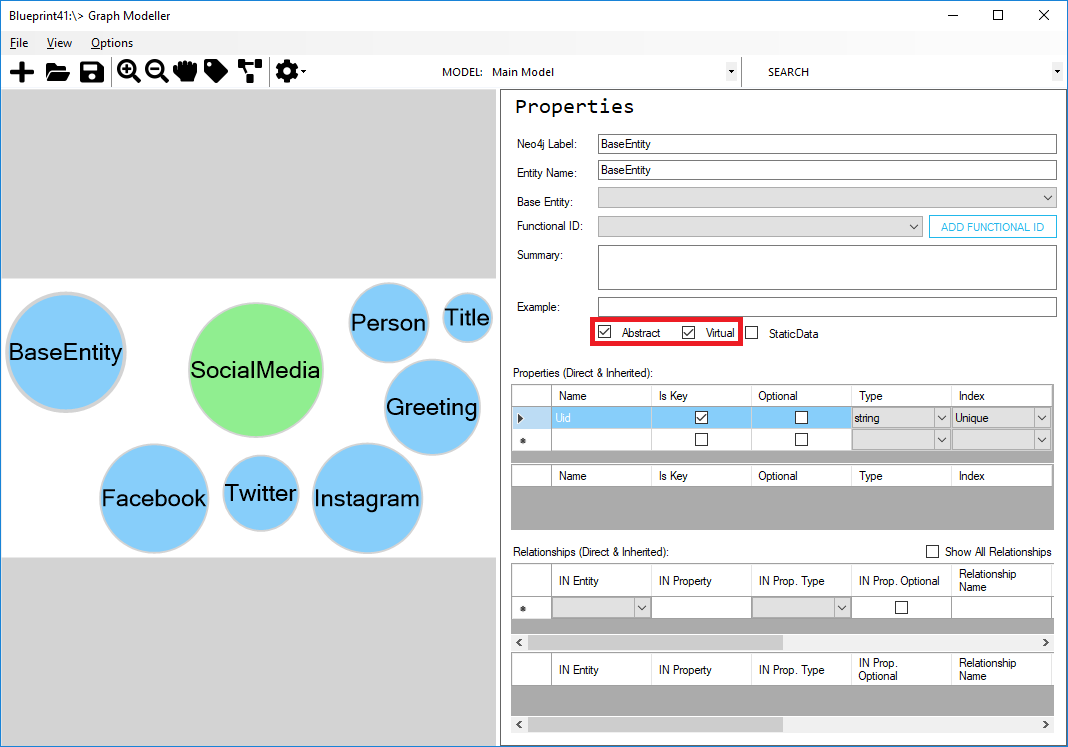 Blueprint41:\> Graph Modeller
File View Options
MODEL: Main Model SEARCH
BaseEntity
SocialMedia
Person
Title
Greeting
Facebook
Twitter
Instagram
Properties
Neo4j Label: BaseEntity
Entity Name: BaseEntity
Base Entity:
Functional ID: ADD FUNCTIONAL ID
Summary:
Example:
Abstract Virtual StaticData
Properties (Direct & Inherited):
Name Is Key Optional Type Index
Uid string Unique
Name Is Key Optional Type Index
Relationships (Direct & Inherited): Show All Relationships
IN Entity IN Property IN Prop. Type IN Prop. Optional Relationship
Name
IN Entity IN Property IN Prop. Type IN Prop. Relationship
Optional Name